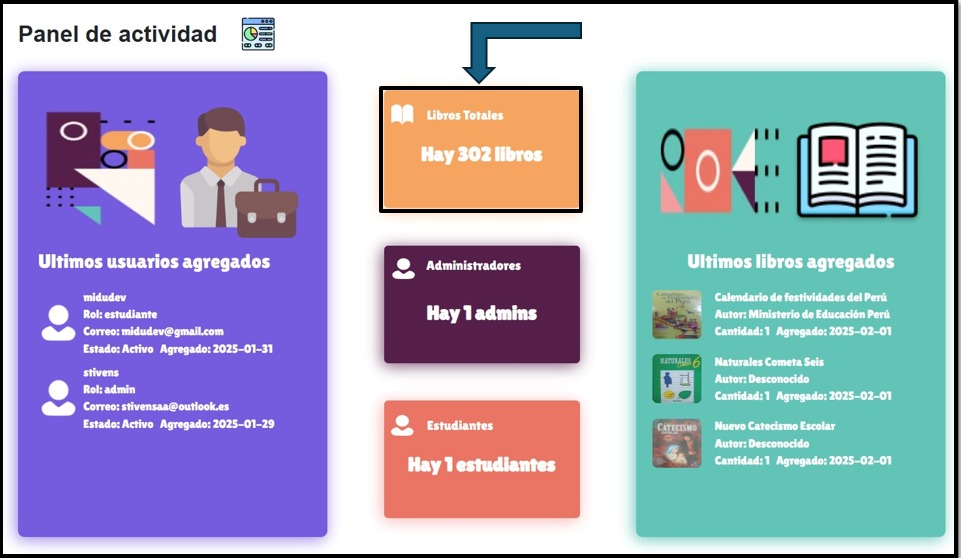 Panel de actividad
Ultimos usuarios agregados
midudev
Rol: estudiante
Correo: midudev@gmail.com
Estado: Activo Agregado: 2025-01-31
stivens
Rol: admin
Correo: stivensaa@outlook.es
Estado: Activo Agregado: 2025-01-29
Libros Totales
Hay 302 libros
Administradores
Hay 1 admins
Estudiantes
Hay 1 estudiantes
Ultimos libros agregados
Calendario de festividades del Perú
Autor: Ministerio de Educación Perú
Cantidad: 1 Agregado: 2025-02-01
NATURALES 6
Naturales Cometa Seis
Autor: Desconocido
Cantidad: 1 Agregado: 2025-02-01
CATECISMO
Nuevo Catecismo Escolar
Autor: Desconocido
Cantidad: 1 Agregado: 2025-02-01